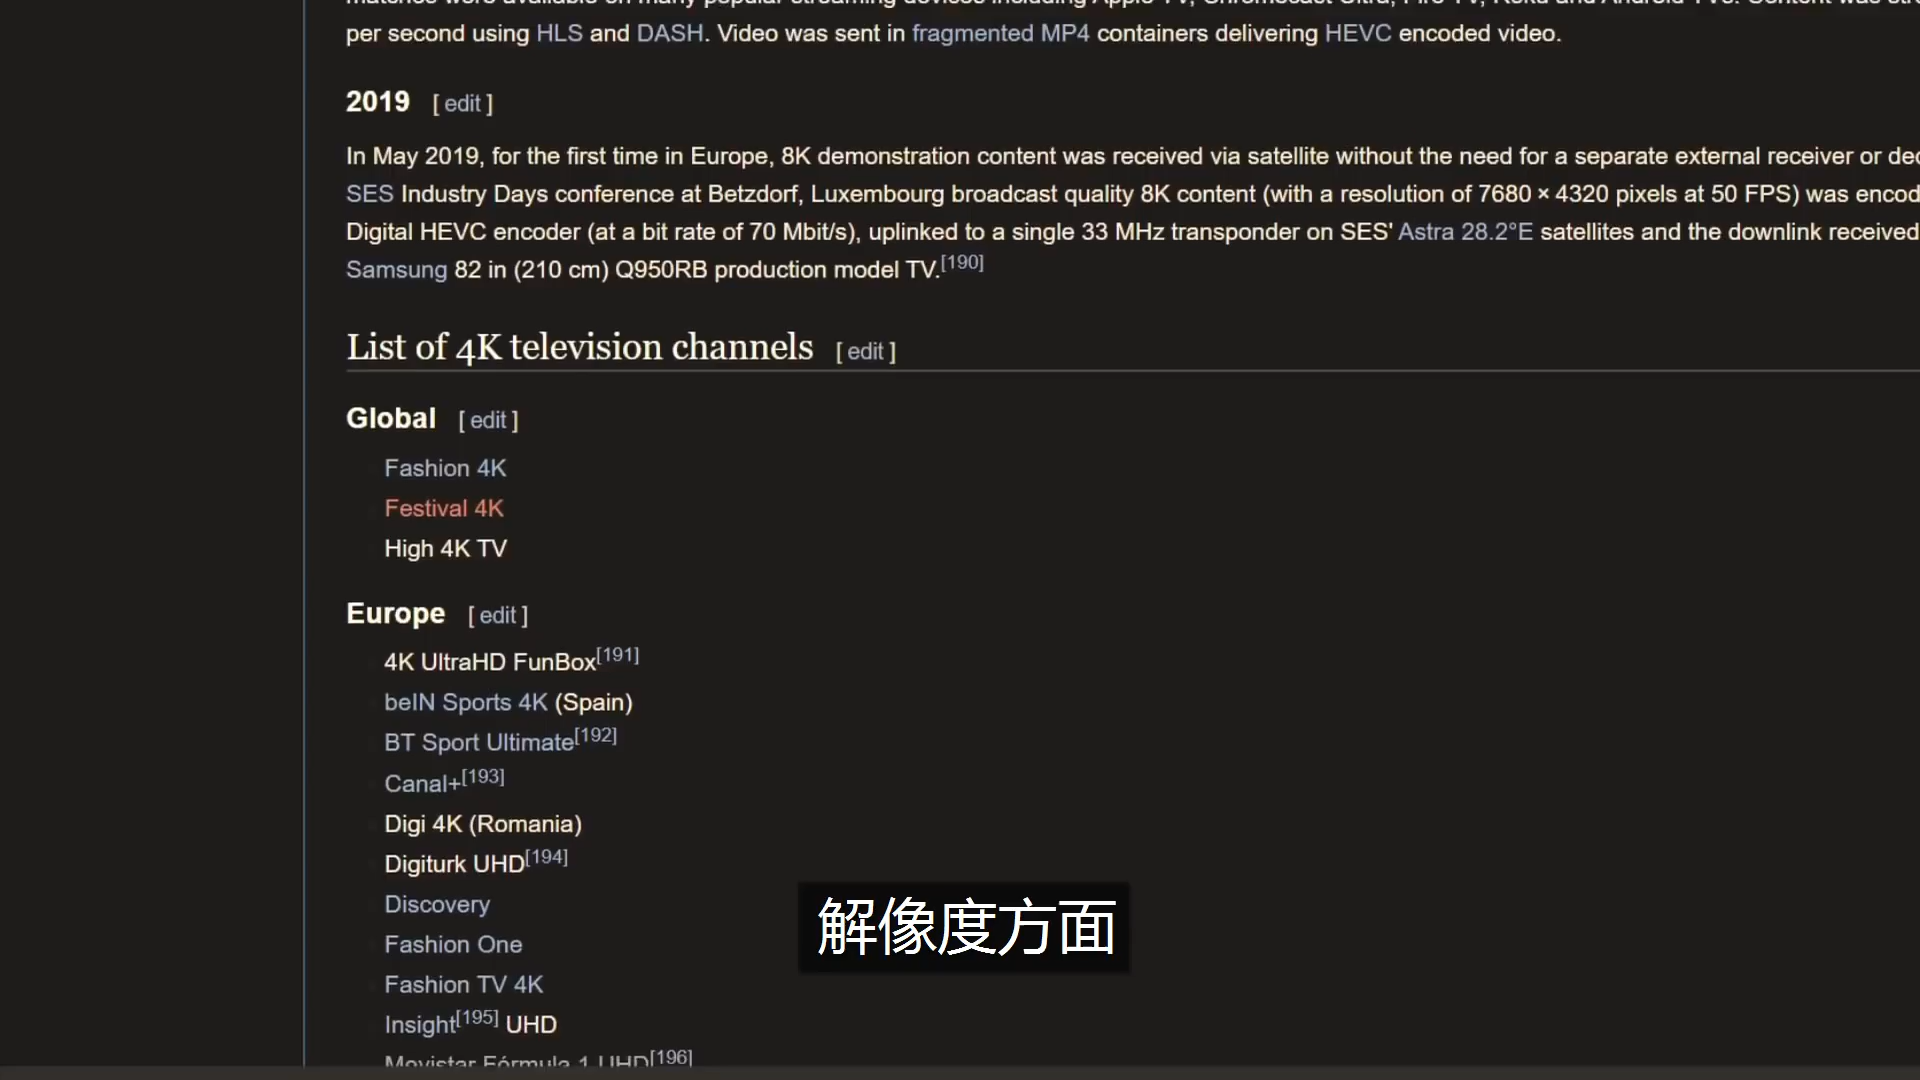 per second using HLS and DASH. Video was sent in fragmented MP4 containers delivering HEVC encoded video.
2019 [ edit ]
In May 2019, for the first time in Europe, 8K demonstration content was received via satellite without the need for a separate external receiver or
SES Industry Days conference at Betzdorf, Luxembourg broadcast quality 8K content (with a resolution of 7680 × 4320 pixels at 50 FPS) was
Digital HEVC encoder (at a bit rate of 70 Mbit/s), uplinked to a single 33 MHz transponder on SES' Astra 28.2°E satellites and the downlink received
Samsung 82 in (210 cm) Q950RB production model TV.[190]
List of 4K television channels [ edit ]
Global [ edit ]
Fashion 4K
Festival 4K
High 4K TV
Europe [ edit ]
4K UltraHD FunBox[191]
beIN Sports 4K (Spain)
BT Sport Ultimate[192]
Canal+[193]
Digi 4K (Romania)
Digiturk UHD[194]
Discovery
解像度方面
Fashion One
Fashion TV 4K
Insight[195] UHD
Movistar Fórmula 1 UHD[196]